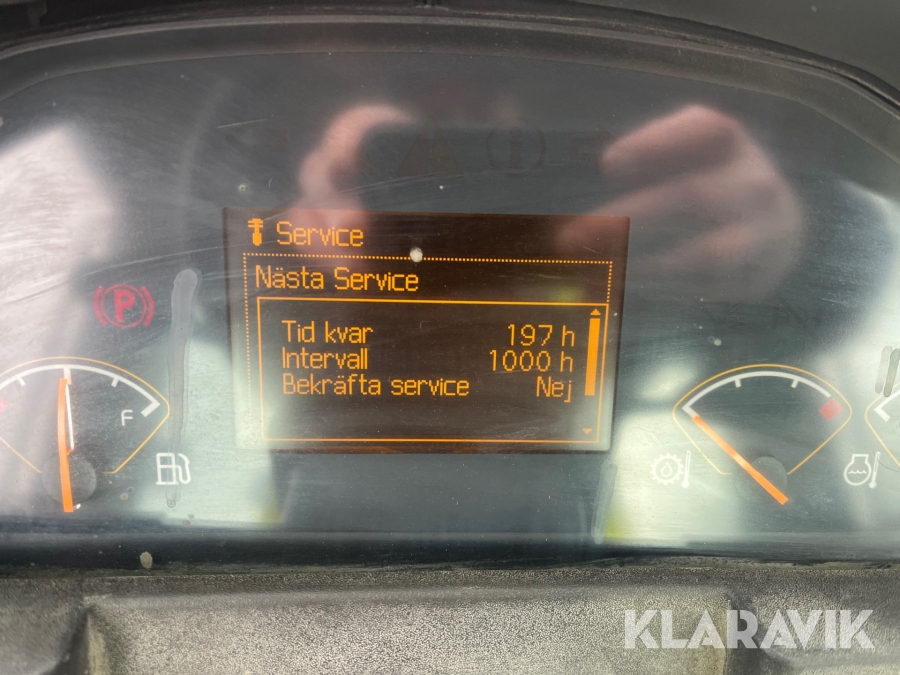 Service
Nästa Service
Tid kvar 197 h
Intervall 1000 h
Bekräfta service Nej
P
F
KLARAVIK